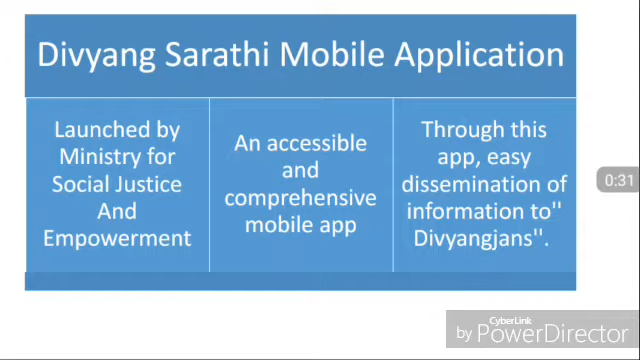 Divyang Sarathi Mobile Application
Launched by
Ministry for
Social Justice
And
Empowerment
An accessible
and
comprehensive
mobile app
Through this
app, easy
dissemination of
information to"
Divyangjans".
0:31
CyberLink
by PowerDirector